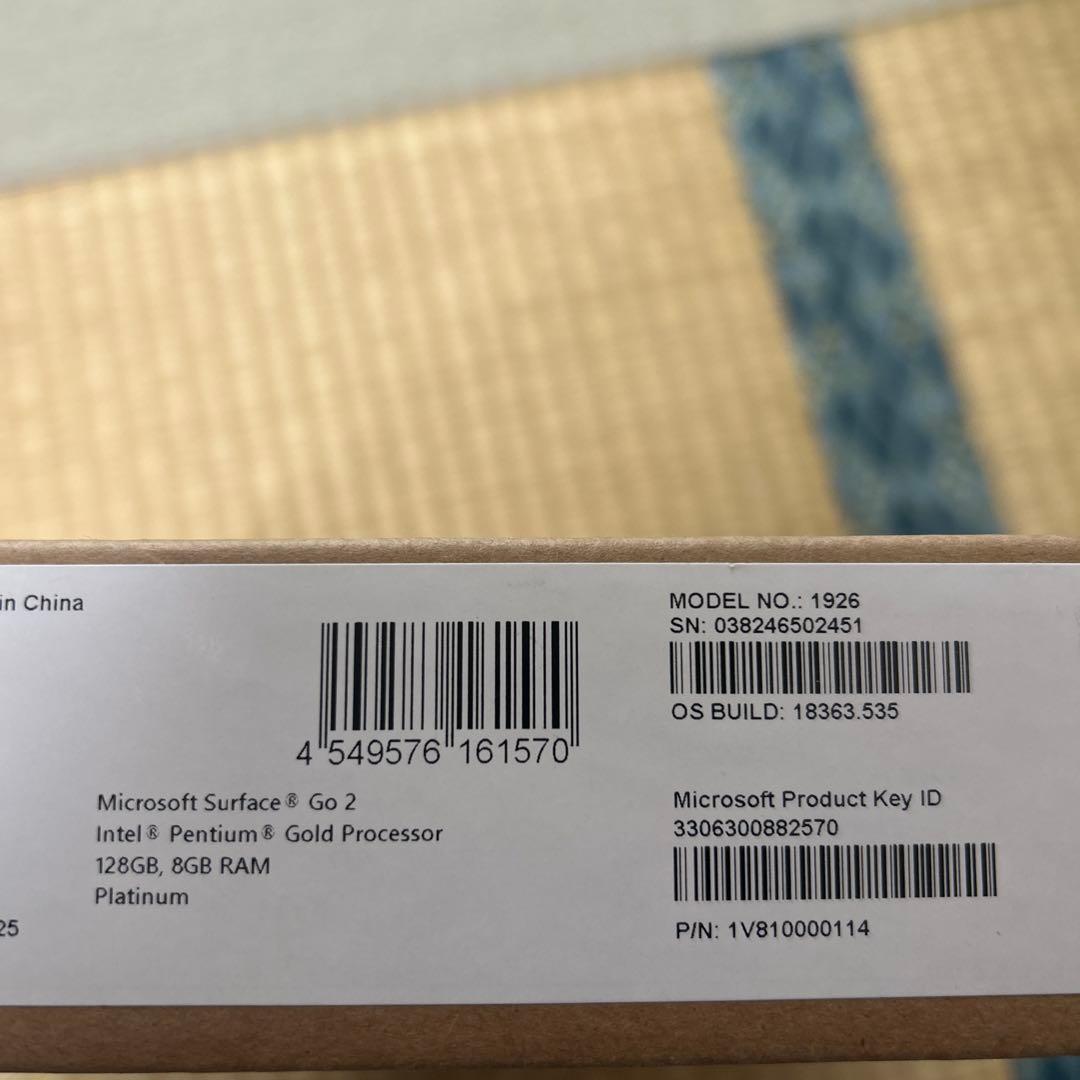 in China
4 549576 161570
Microsoft Surface® Go 2
Intel® Pentium® Gold Processor
128GB, 8GB RAM
Platinum
25
MODEL NO.: 1926
SN: 038246502451
OS BUILD: 18363.535
Microsoft Product Key ID
3306300882570
P/N: 1V810000114